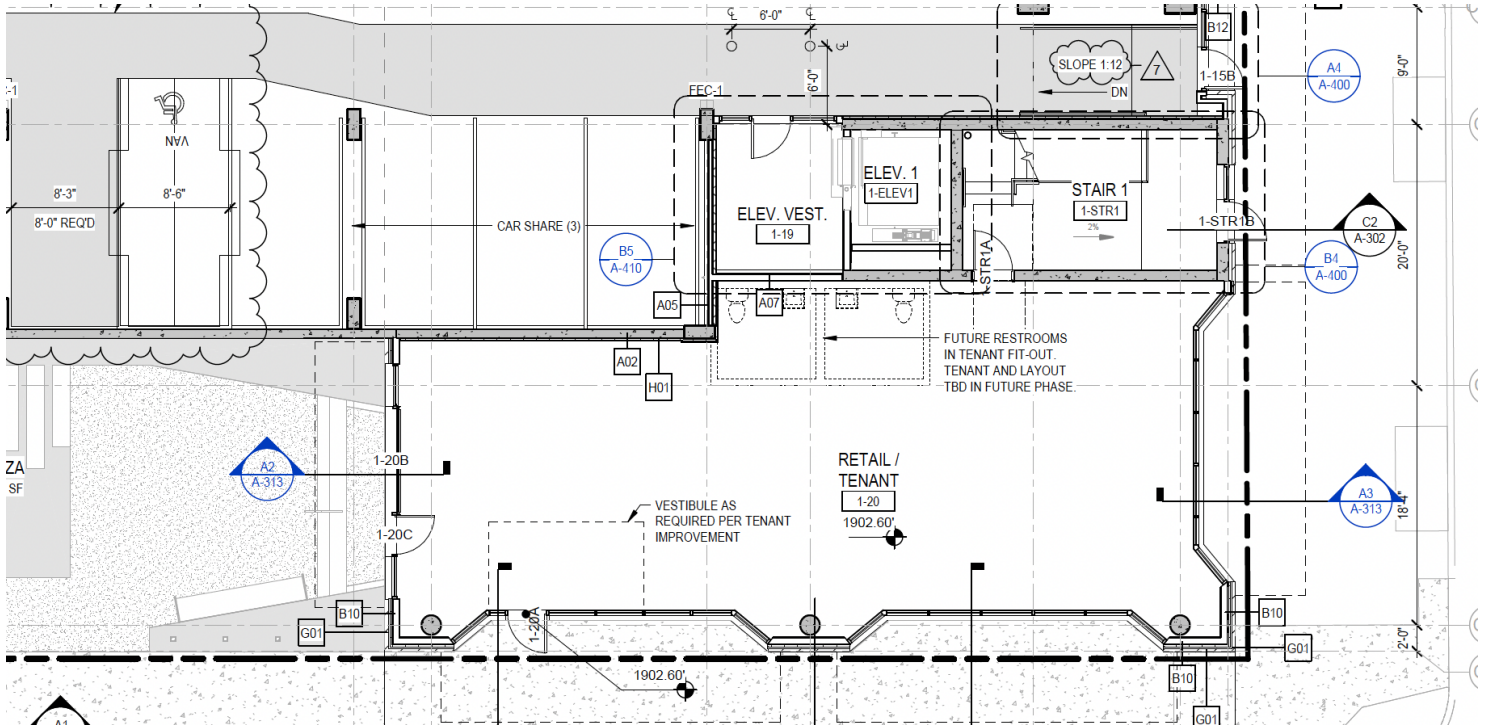 ℄
6'-0"
℄
B12
SLOPE 1:12
7
DN
1-15B
A4
A-400
9'-0"
-1
VAN
FEC-1
℄
6'-0"
8'-3"
8'-0" REQ'D
8'-6"
CAR SHARE (3)
B5
A-410
ELEV. VEST.
1-19
ELEV. 1
1-ELEV1
STAIR 1
1-STR1
2%
1-STR1A
1-STR1B
C2
A-302
B4
A-400
20'-0"
A05
A07
A02
H01
FUTURE RESTROOMS
IN TENANT FIT-OUT.
TENANT AND LAYOUT
TBD IN FUTURE PHASE.
ZA
SF
A2
A-313
1-20B
1-20C
VESTIBULE AS
REQUIRED PER TENANT
IMPROVEMENT
RETAIL /
TENANT
1-20
1902.60'
A3
A-313
18'-4"
B10
G01
1-20A
1902.60'
B10
G01
B10
G01
2'-0"
A1